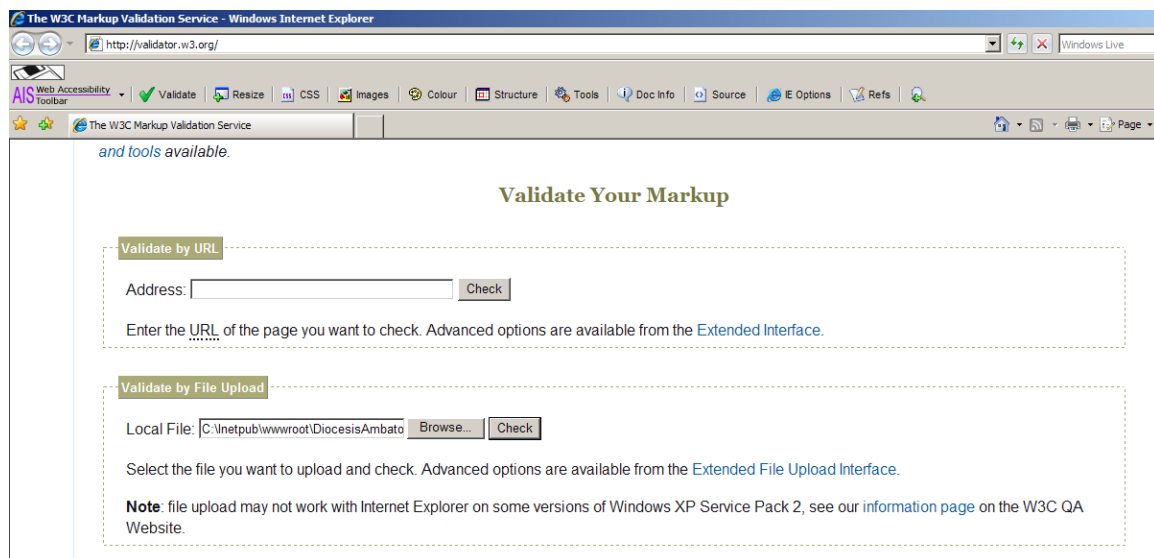 The W3C Markup Validation Service - Windows Internet Explorer
http://validator.w3.org/
Windows Live
AIS Web Accessibility Toolbar
Validate Resize CSS Images Colour Structure Tools Doc Info Source IE Options Refs
The W3C Markup Validation Service
Page
and tools available.
Validate Your Markup
Validate by URL
Address: Check
Enter the URL of the page you want to check. Advanced options are available from the Extended Interface.
Validate by File Upload
Local File: C:\Inetpub\wwwroot\DiocesisAmbato Browse... Check
Select the file you want to upload and check. Advanced options are available from the Extended File Upload Interface.
Note: file upload may not work with Internet Explorer on some versions of Windows XP Service Pack 2, see our information page on the W3C QA
Website.